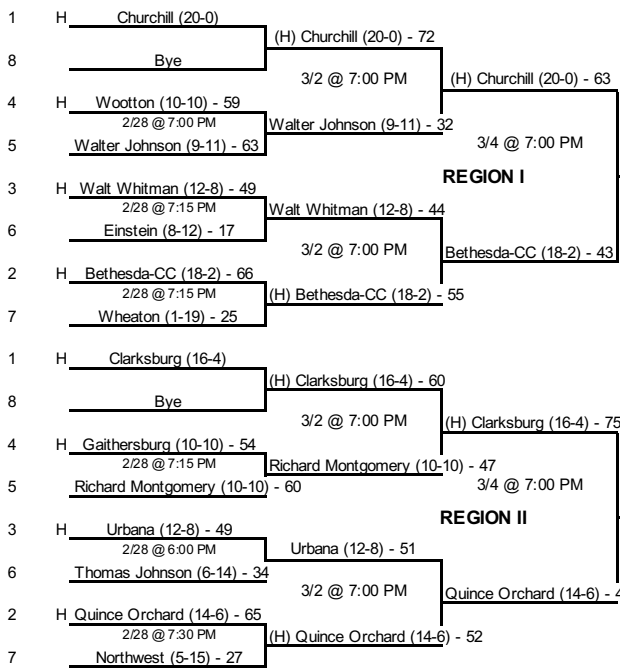 1 H Churchill (20-0)
(H) Churchill (20-0) - 72
8 Bye
3/2 @ 7:00 PM
(H) Churchill (20-0) - 63
4 H Wootton (10-10) - 59
2/28 @ 7:00 PM
Walter Johnson (9-11) - 32
5 Walter Johnson (9-11) - 63
3/4 @ 7:00 PM
REGION I
3 H Walt Whitman (12-8) - 49
2/28 @ 7:15 PM
Walt Whitman (12-8) - 44
6 Einstein (8-12) - 17
3/2 @ 7:00 PM
Bethesda-CC (18-2) - 43
2 H Bethesda-CC (18-2) - 66
2/28 @ 7:15 PM
(H) Bethesda-CC (18-2) - 55
7 Wheaton (1-19) - 25
1 H Clarksburg (16-4)
(H) Clarksburg (16-4) - 60
8 Bye
3/2 @ 7:00 PM
(H) Clarksburg (16-4) - 75
4 H Gaithersburg (10-10) - 54
2/28 @ 7:15 PM
Richard Montgomery (10-10) - 47
5 Richard Montgomery (10-10) - 60
3/4 @ 7:00 PM
REGION II
3 H Urbana (12-8) - 49
2/28 @ 6:00 PM
Urbana (12-8) - 51
6 Thomas Johnson (6-14) - 34
3/2 @ 7:00 PM
Quince Orchard (14-6) -
2 H Quince Orchard (14-6) - 65
2/28 @ 7:30 PM
(H) Quince Orchard (14-6) - 52
7 Northwest (5-15) - 27